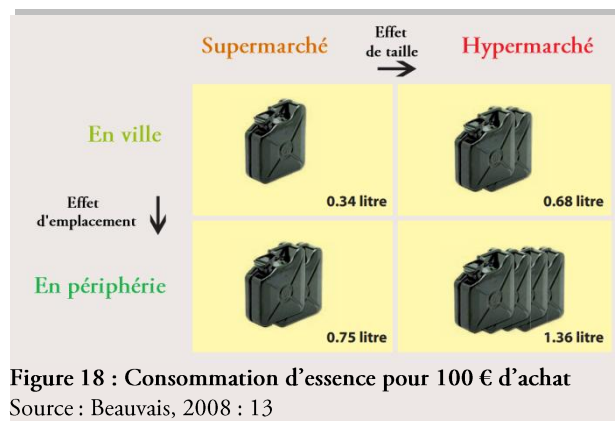 Supermarché
Effet
de taille
Hypermarché
En ville
0.34 litre
0.68 litre
Effet
d'emplacement
En périphérie
0.75 litre
1.36 litre
Figure 18 : Consommation d’essence pour 100 € d’achat
Source : Beauvais, 2008 : 13